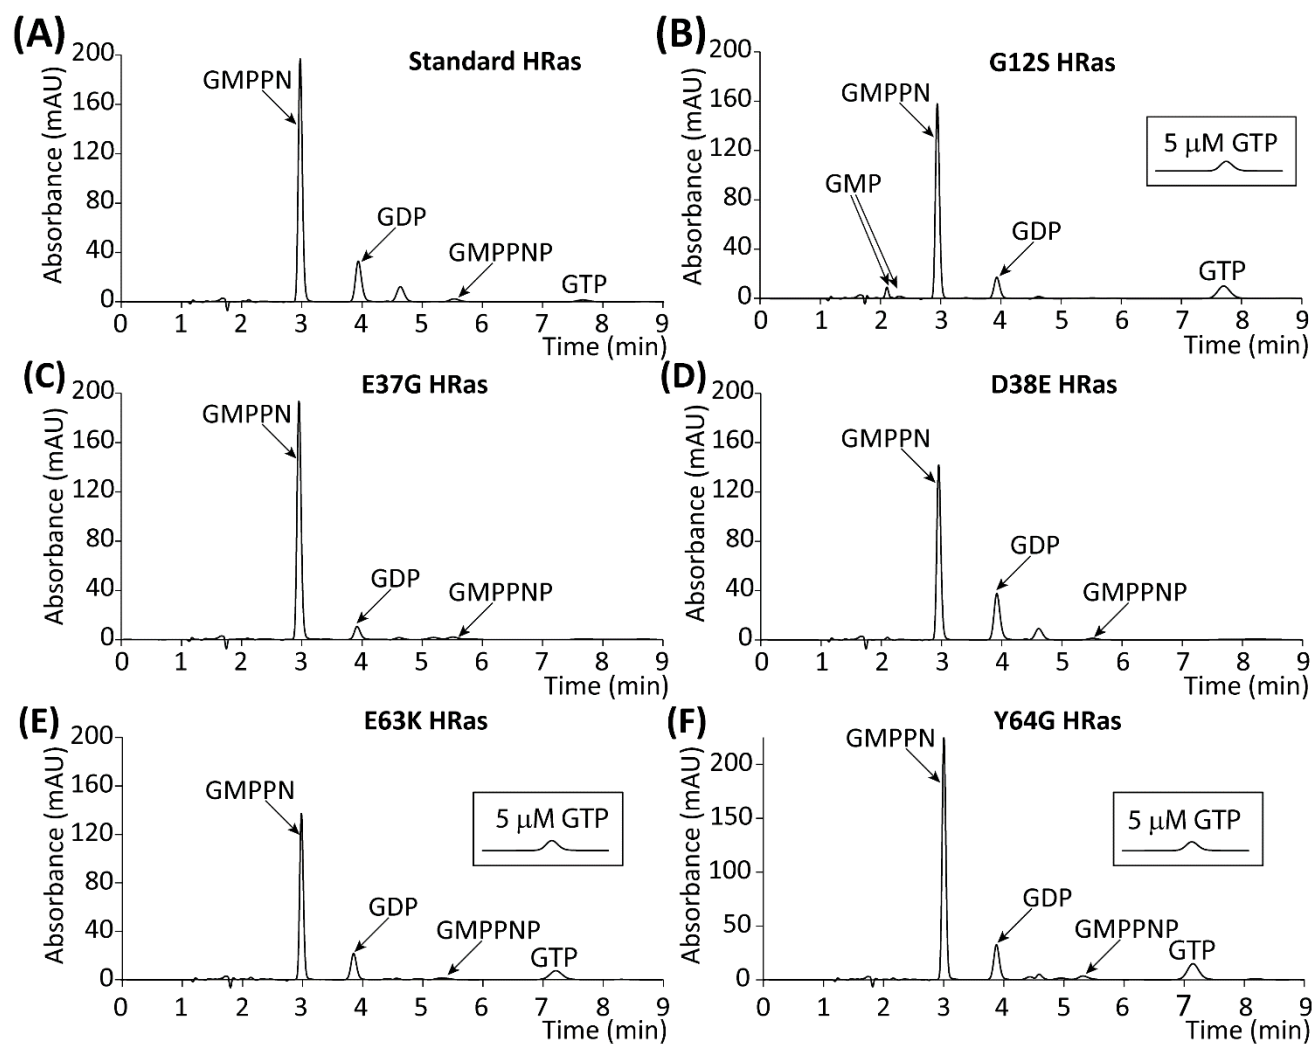 (A)
Standard HRas
Absorbance (mAU)
200
160
120
80
40
0
GMPPN
GDP
GMPPNP
GTP
0 1 2 3 4 5 6 7 8 9
Time (min)
(B)
G12S HRas
Absorbance (mAU)
200
160
120
80
40
0
GMPPN
GMP
GDP
GTP
5 μM GTP
0 1 2 3 4 5 6 7 8 9
Time (min)
(C)
E37G HRas
Absorbance (mAU)
200
160
120
80
40
0
GMPPN
GDP
GMPPNP
0 1 2 3 4 5 6 7 8 9
Time (min)
(D)
D38E HRas
Absorbance (mAU)
200
160
120
80
40
0
GMPPN
GDP
GMPPNP
0 1 2 3 4 5 6 7 8 9
Time (min)
(E)
E63K HRas
Absorbance (mAU)
200
160
120
80
40
0
GMPPN
5 μM GTP
GDP
GMPPNP
GTP
0 1 2 3 4 5 6 7 8 9
Time (min)
(F)
Y64G HRas
Absorbance (mAU)
200
150
100
50
0
GMPPN
5 μM GTP
GDP
GMPPNP
GTP
0 1 2 3 4 5 6 7 8 9
Time (min)